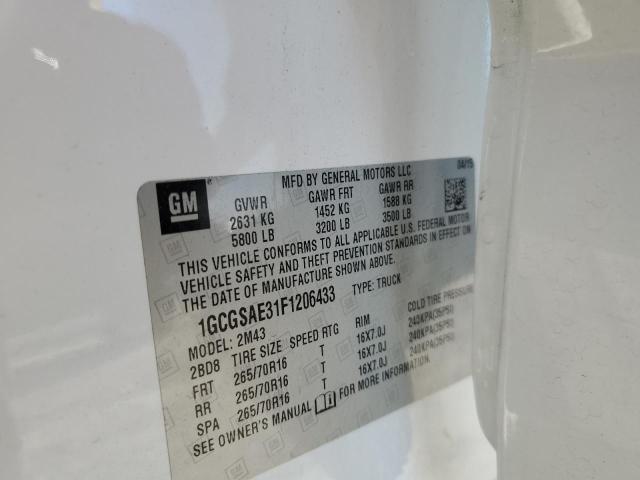 MFD BY GENERAL MOTORS LLC 04/15
GM
GVWR GAWR FRT GAWR RR
2631 KG 1452 KG 1588 KG
5800 LB 3200 LB 3500 LB
THIS VEHICLE CONFORMS TO ALL APPLICABLE U.S. FEDERAL MOTOR
VEHICLE SAFETY AND THEFT PREVENTION STANDARDS IN EFFECT ON
THE DATE OF MANUFACTURE SHOWN ABOVE.
1GCGSAE31F1206433 TYPE: TRUCK
MODEL: 2M43
2BD8 TIRE SIZE SPEED RTG RIM COLD TIRE PRESSURE
FRT 265/70R16 T 16X7.0J 240KPA(35PSI)
RR 265/70R16 T 16X7.0J 240KPA(35PSI)
SPA 265/70R16 T 16X7.0J 240KPA(35PSI)
SEE OWNER'S MANUAL FOR MORE INFORMATION.